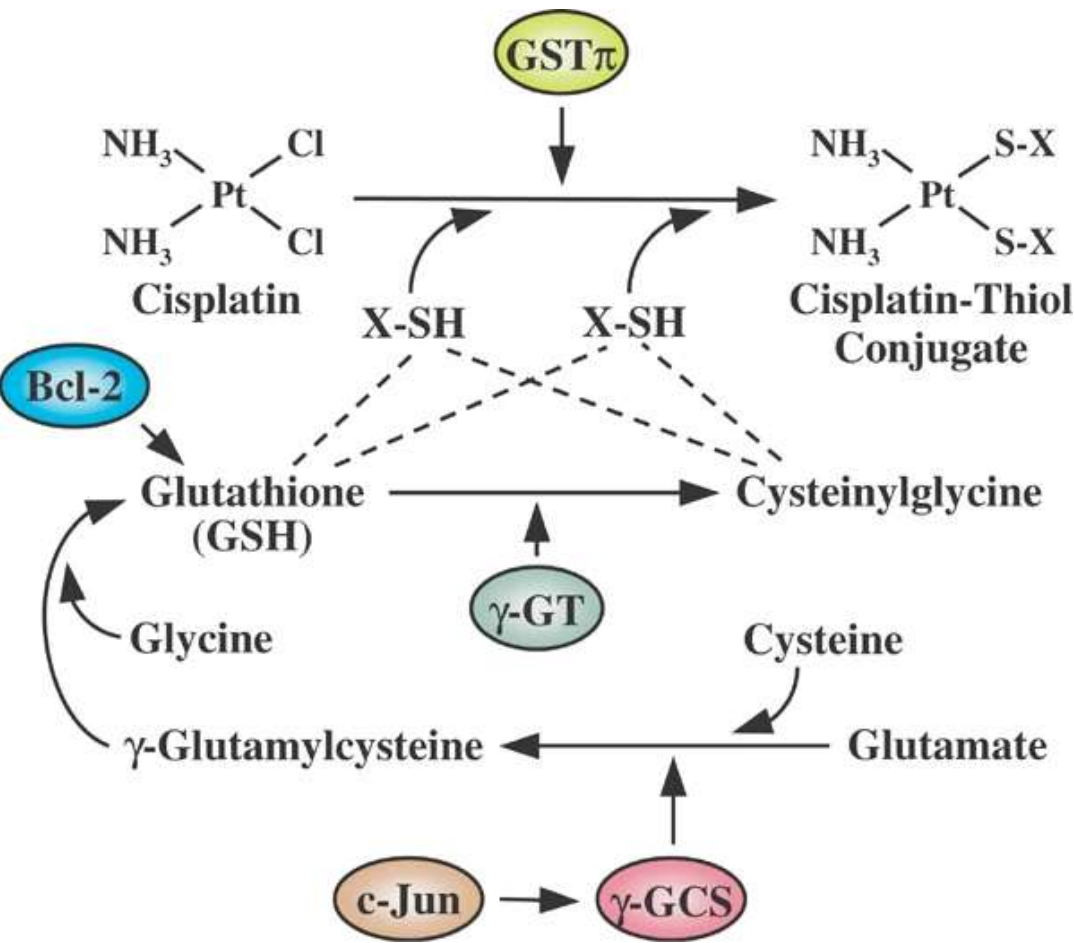 GSTπ
NH3
Cl
Pt
NH3
Cl
Cisplatin
NH3
S-X
Pt
NH3
S-X
Cisplatin-Thiol
Conjugate
X-SH
X-SH
Bcl-2
Glutathione
(GSH)
Cysteinylglycine
γ-GT
Glycine
Cysteine
γ-Glutamylcysteine
Glutamate
c-Jun
γ-GCS